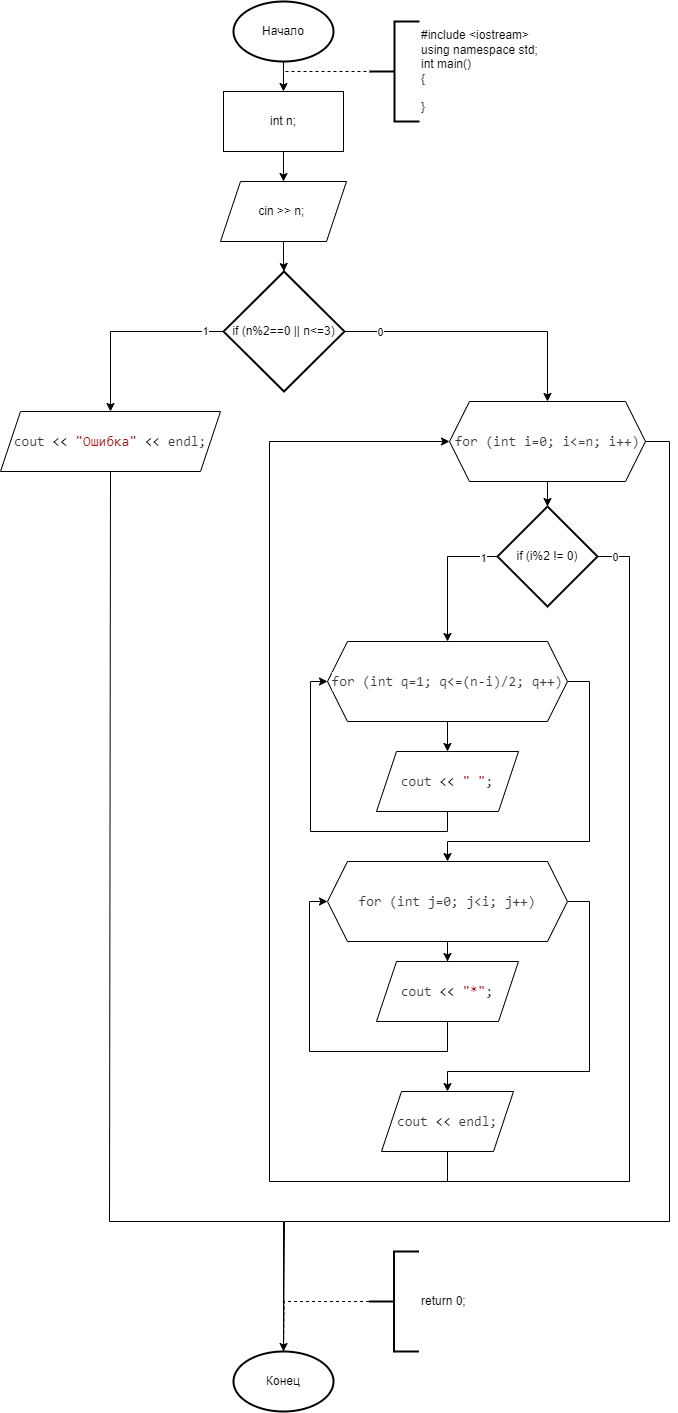 Начало
#include <iostream>
using namespace std;
int main()
{
}
int n;
cin >> n;
if (n%2==0 || n<=3)
1
0
cout << "Ошибка" << endl;
for (int i=0; i<=n; i++)
if (i%2 != 0)
1
0
for (int q=1; q<=(n-i)/2; q++)
cout << " ";
for (int j=0; j<i; j++)
cout << "*";
cout << endl;
return 0;
Конец